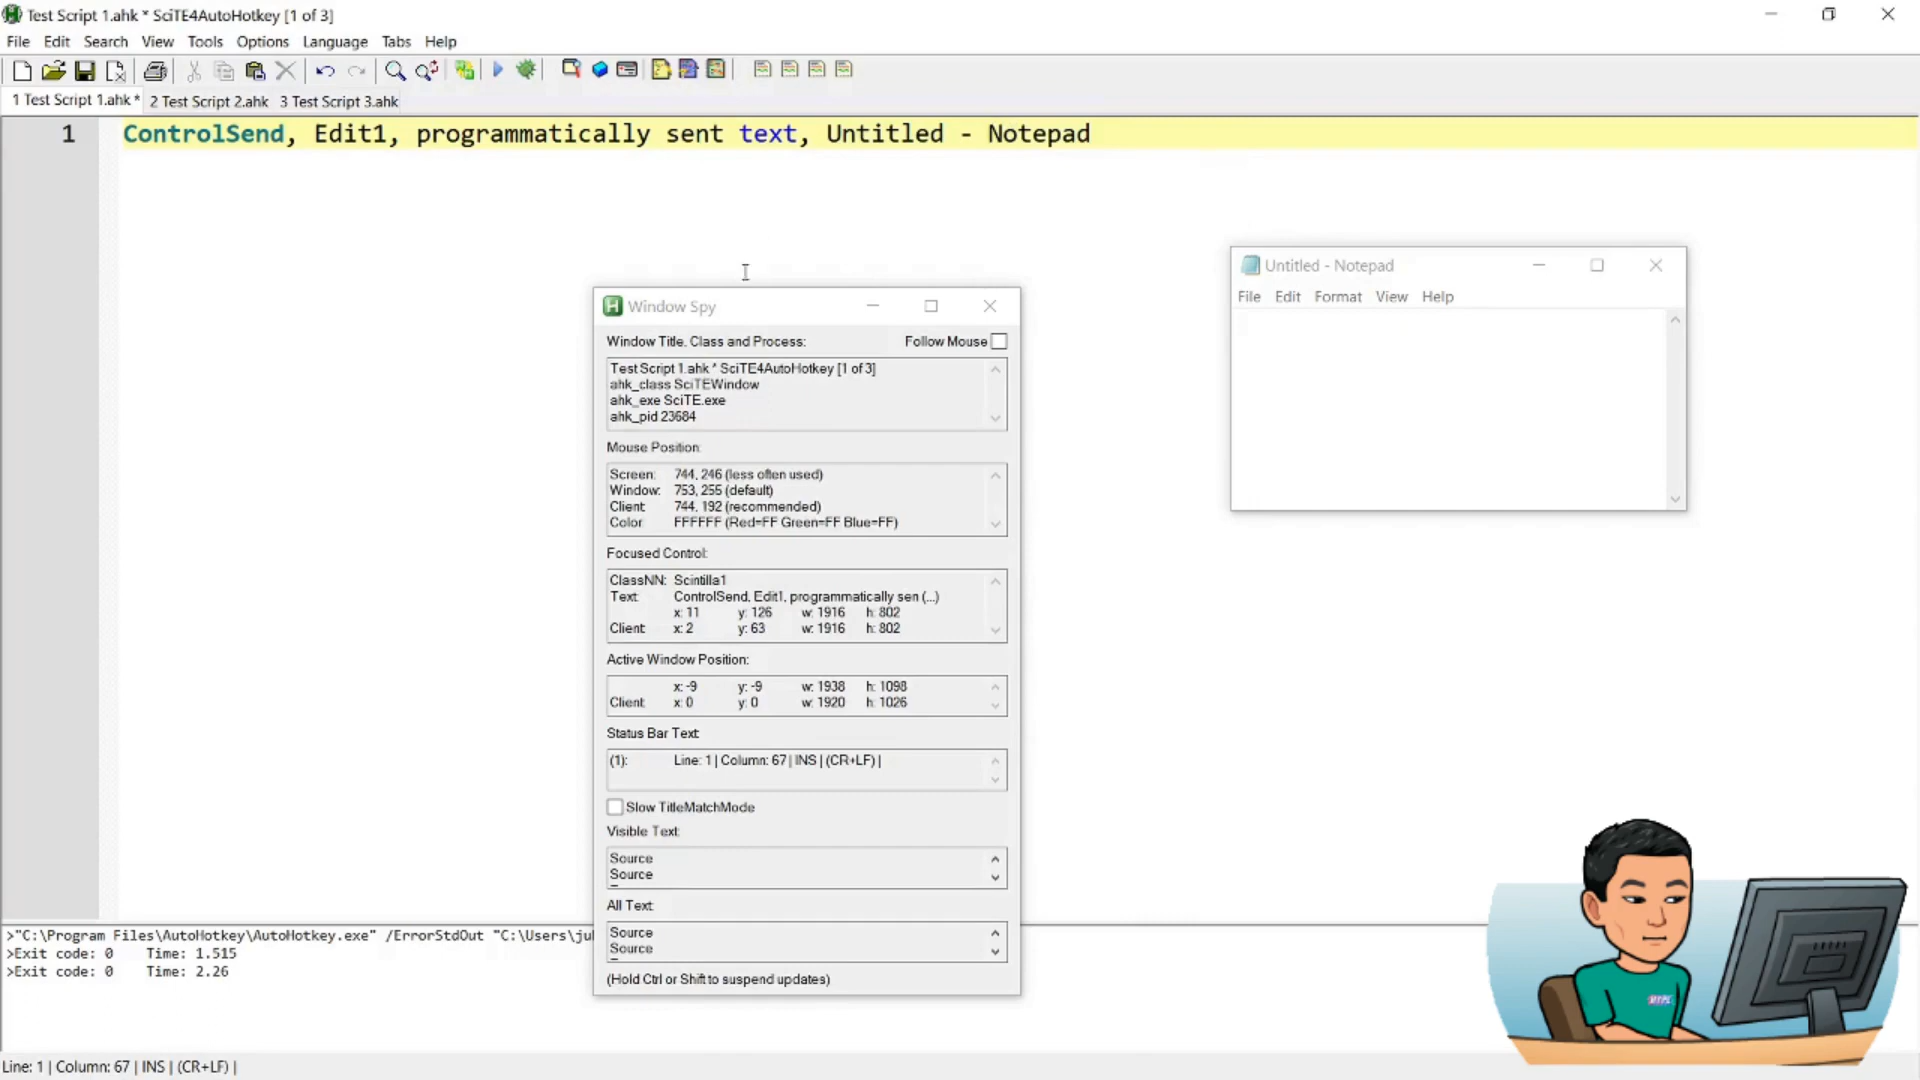 Test Script 1.ahk * SciTE4AutoHotkey [1 of 3]
File Edit Search View Tools Options Language Tabs Help
1 Test Script 1.ahk * 2 Test Script 2.ahk 3 Test Script 3.ahk
1 ControlSend, Edit1, programmatically sent text, Untitled - Notepad
Untitled - Notepad
File Edit Format View Help
Window Spy
Window Title, Class and Process: Follow Mouse
Test Script 1.ahk * SciTE4AutoHotkey [1 of 3]
ahk_class SciTEWindow
ahk_exe SciTE.exe
ahk_pid 23684
Mouse Position:
Screen: 744, 246 (less often used)
Window: 753, 255 (default)
Client: 744, 192 (recommended)
Color: FFFFFF (Red=FF Green=FF Blue=FF)
Focused Control:
ClassNN: Scintilla1
Text: ControlSend, Edit1, programmatically sen (...)
x: 11 y: 126 w: 1916 h: 802
Client: x: 2 y: 63 w: 1916 h: 802
Active Window Position:
x: -9 y: -9 w: 1938 h: 1098
Client: x: 0 y: 0 w: 1920 h: 1026
Status Bar Text:
(1): Line: 1 | Column: 67 | INS | (CR+LF) |
Slow TitleMatchMode
Visible Text:
Source
Source
All Text:
Source
Source
(Hold Ctrl or Shift to suspend updates)
>"C:\Program Files\AutoHotkey\AutoHotkey.exe" /ErrorStdOut "C:\Users\ju
>Exit code: 0 Time: 1.515
>Exit code: 0 Time: 2.26
Line: 1 | Column: 67 | INS | (CR+LF) |